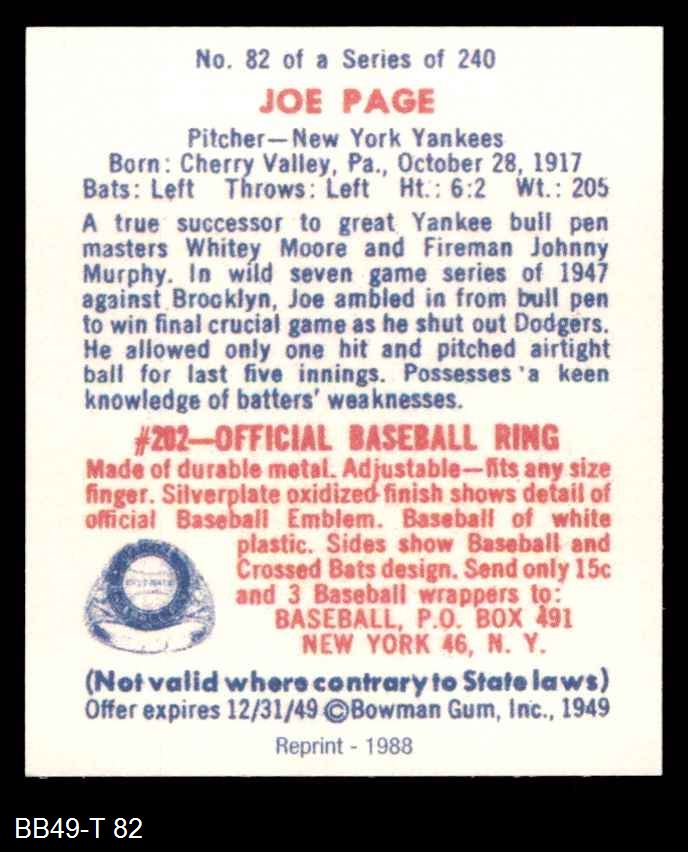 No. 82 of a Series of 240
JOE PAGE
Pitcher—New York Yankees
Born: Cherry Valley, Pa., October 28, 1917
Bats: Left Throws: Left Ht.: 6:2 Wt.: 205
A true successor to great Yankee bull pen
masters Whitey Moore and Fireman Johnny
Murphy. In wild seven game series of 1947
against Brooklyn, Joe ambled in from bull pen
to win final crucial game as he shut out Dodgers.
He allowed only one hit and pitched airtight
ball for last five innings. Possesses a keen
knowledge of batters' weaknesses.
#202—OFFICIAL BASEBALL RING
Made of durable metal. Adjustable—fits any size
finger. Silverplate oxidized finish shows detail of
official Baseball Emblem. Baseball of white
plastic. Sides show Baseball and
Crossed Bats design. Send only 15c
and 3 Baseball wrappers to:
BASEBALL, P.O. BOX 491
NEW YORK 46, N. Y.
(Not valid where contrary to State laws)
Offer expires 12/31/49 ©Bowman Gum, Inc., 1949
Reprint - 1988
BB49-T 82